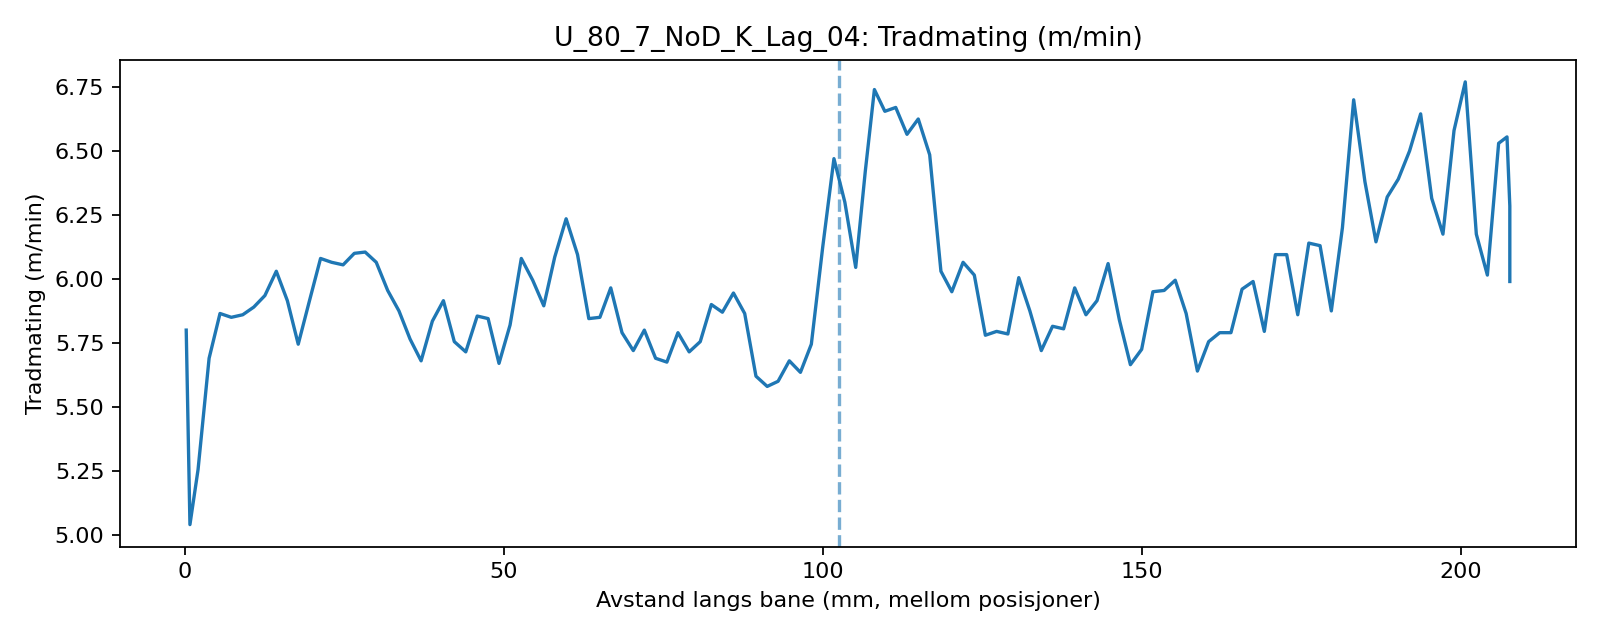 U_80_7_NoD_K_Lag_04: Tradmating (m/min)
Tradmating (m/min)
6.75
6.50
6.25
6.00
5.75
5.50
5.25
5.00
0 50 100 150 200
Avstand langs bane (mm, mellom posisjoner)